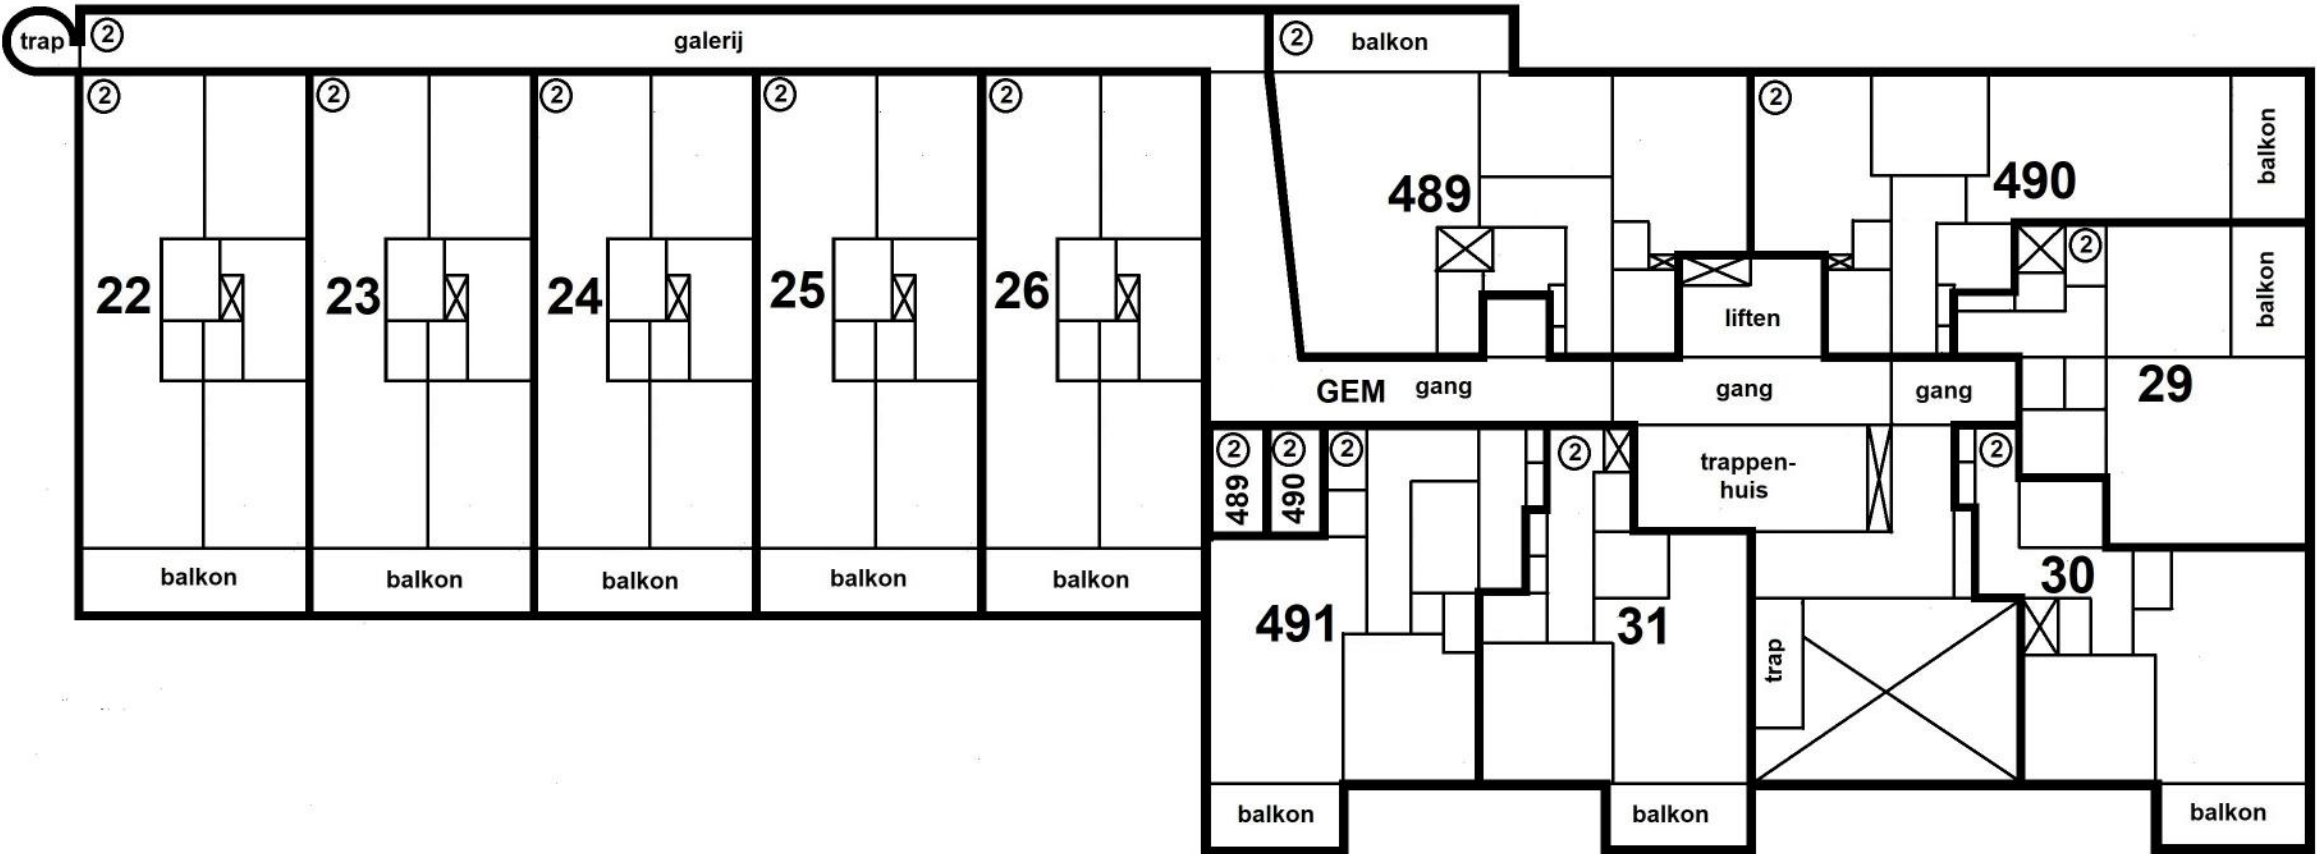 trap
②
galerij
②
balkon
②
②
②
②
②
②
489
490
balkon
②
22
23
24
25
26
liften
balkon
GEM
gang
gang
gang
29
②
489
②
490
②
②
trappen-
huis
②
balkon
balkon
balkon
balkon
balkon
491
31
30
trap
balkon
balkon
balkon